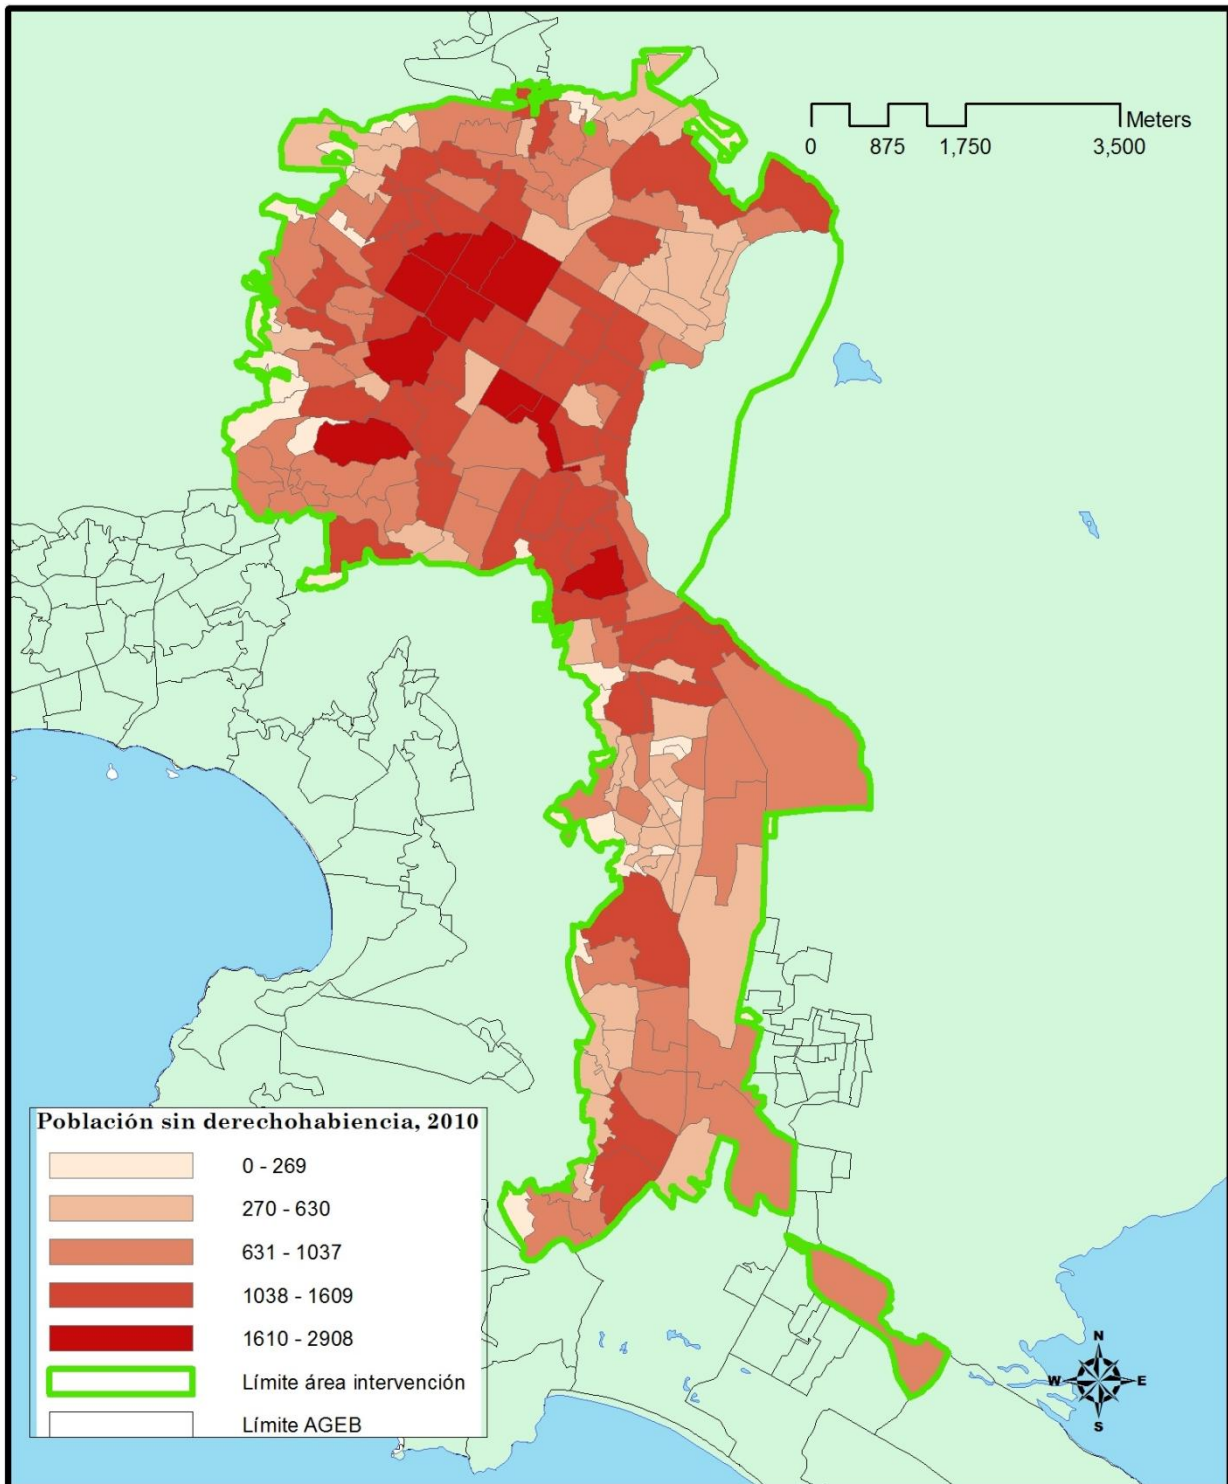 Meters
0 875 1,750 3,500
Población sin derechohabiencia, 2010
0 - 269
270 - 630
631 - 1037
1038 - 1609
1610 - 2908
Límite área intervención
Límite AGEB
N
W E
S